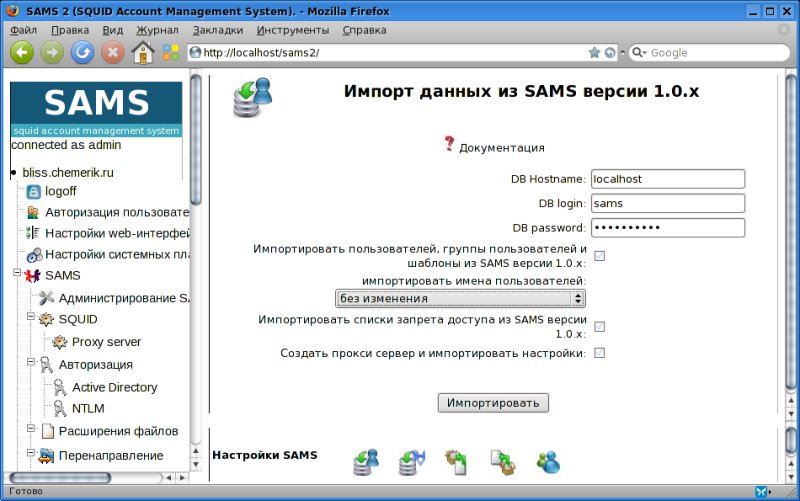 SAMS 2 (SQUID Account Management System). - Mozilla Firefox
Файл Правка Вид Журнал Закладки Инструменты Справка
http://localhost/sams2/
Google
SAMS
squid account management system
connected as admin
bliss.chemerik.ru
logoff
Авторизация пользовате
Настройки web-интерфей
Настройки системных пла
SAMS
Администрирование SA
SQUID
Proxy server
Авторизация
Active Directory
NTLM
Расширения файлов
Перенаправление
Импорт данных из SAMS версии 1.0.x
Документация
DB Hostname: localhost
DB login: sams
DB password: ••••••••••
Импортировать пользователей, группы пользователей и
шаблоны из SAMS версии 1.0.x:
импортировать имена пользователей:
без изменения
Импортировать списки запрета доступа из SAMS версии
1.0.x:
Создать прокси сервер и импортировать настройки:
Импортировать
Настройки SAMS
Готово